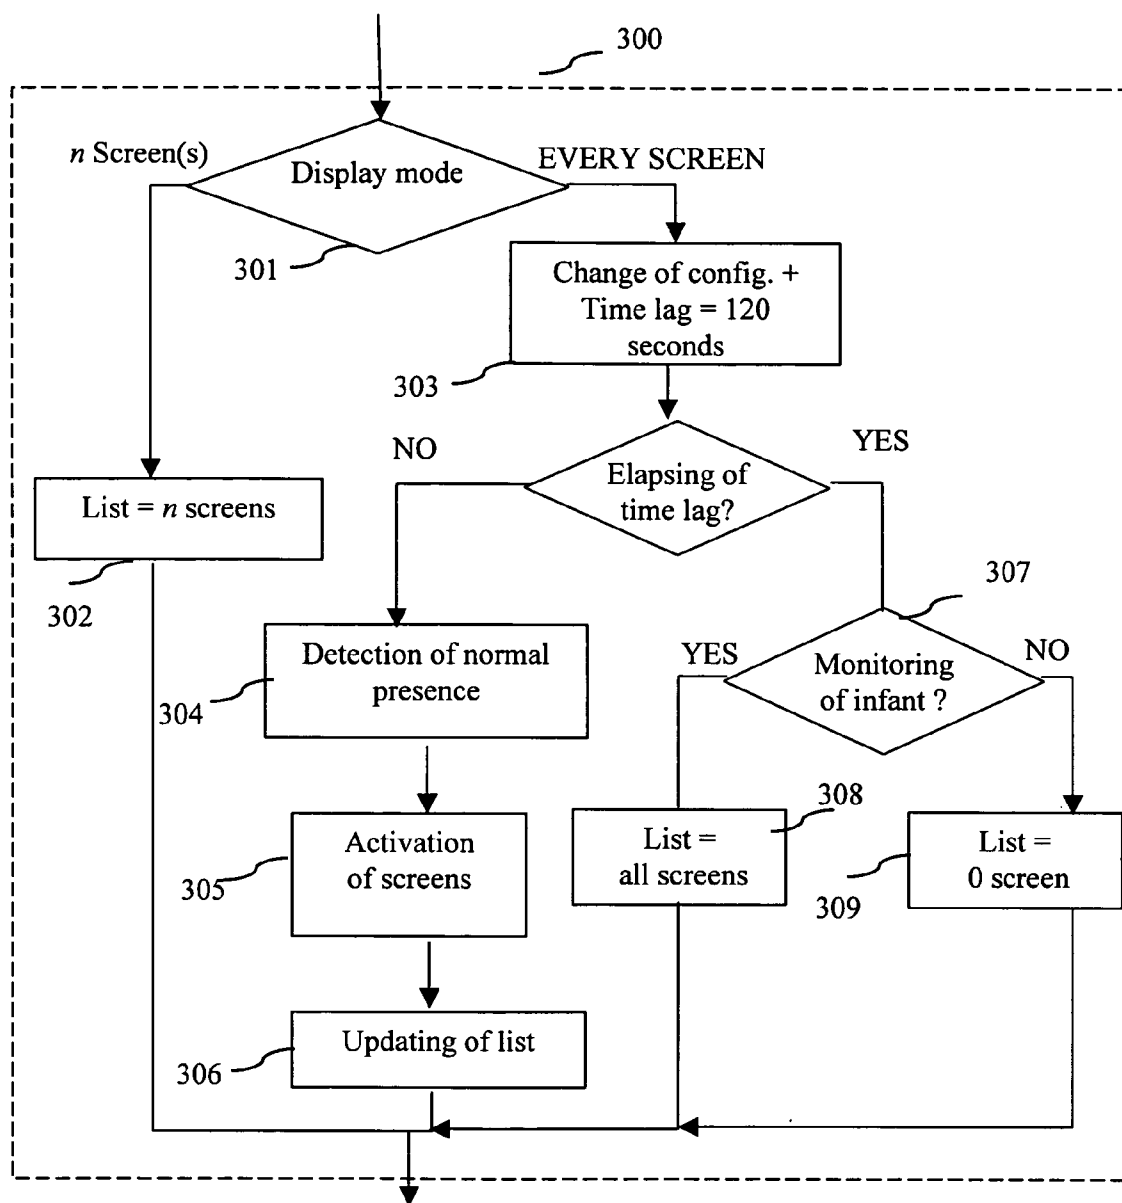 300
n Screen(s)
EVERY SCREEN
Display mode
301
Change of config. +
Time lag = 120
seconds
303
NO
YES
Elapsing of
time lag?
List = n screens
302
307
Detection of normal
presence
304
YES
NO
Monitoring
of infant ?
308
Activation
of screens
305
List =
all screens
List =
0 screen
309
Updating of list
306